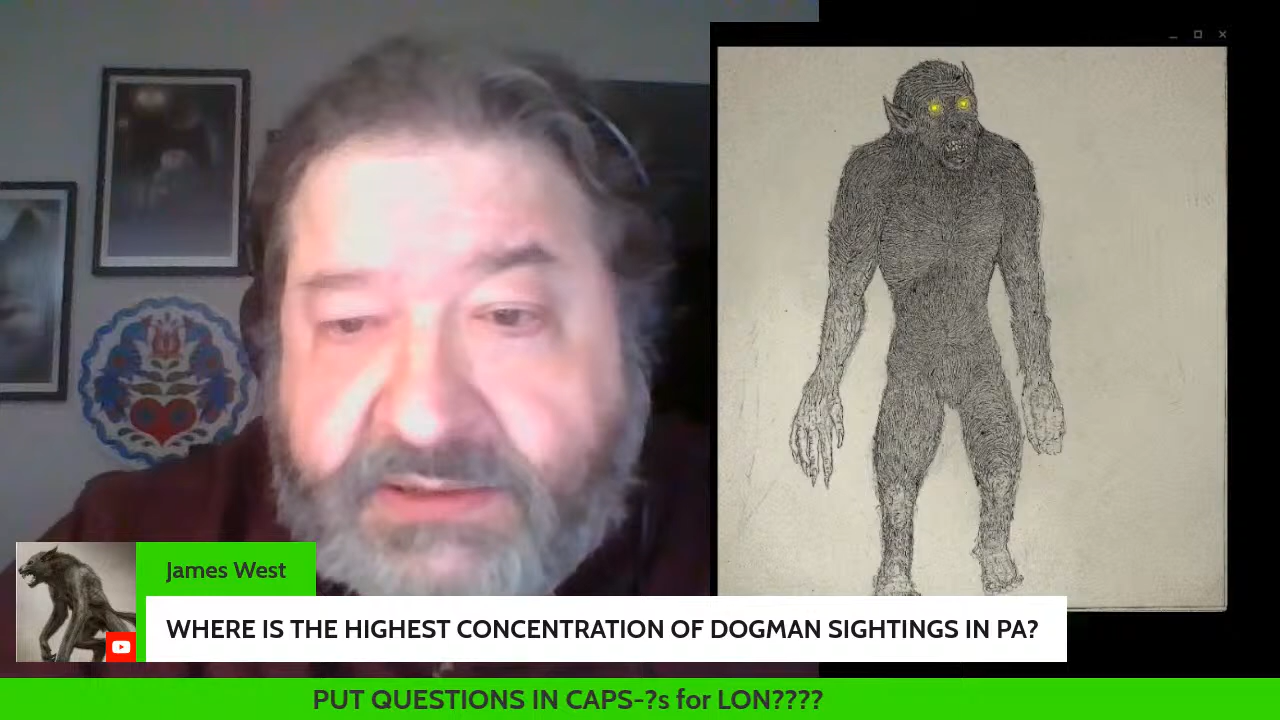 James West
WHERE IS THE HIGHEST CONCENTRATION OF DOGMAN SIGHTINGS IN PA?
PUT QUESTIONS IN CAPS-?s for LON????